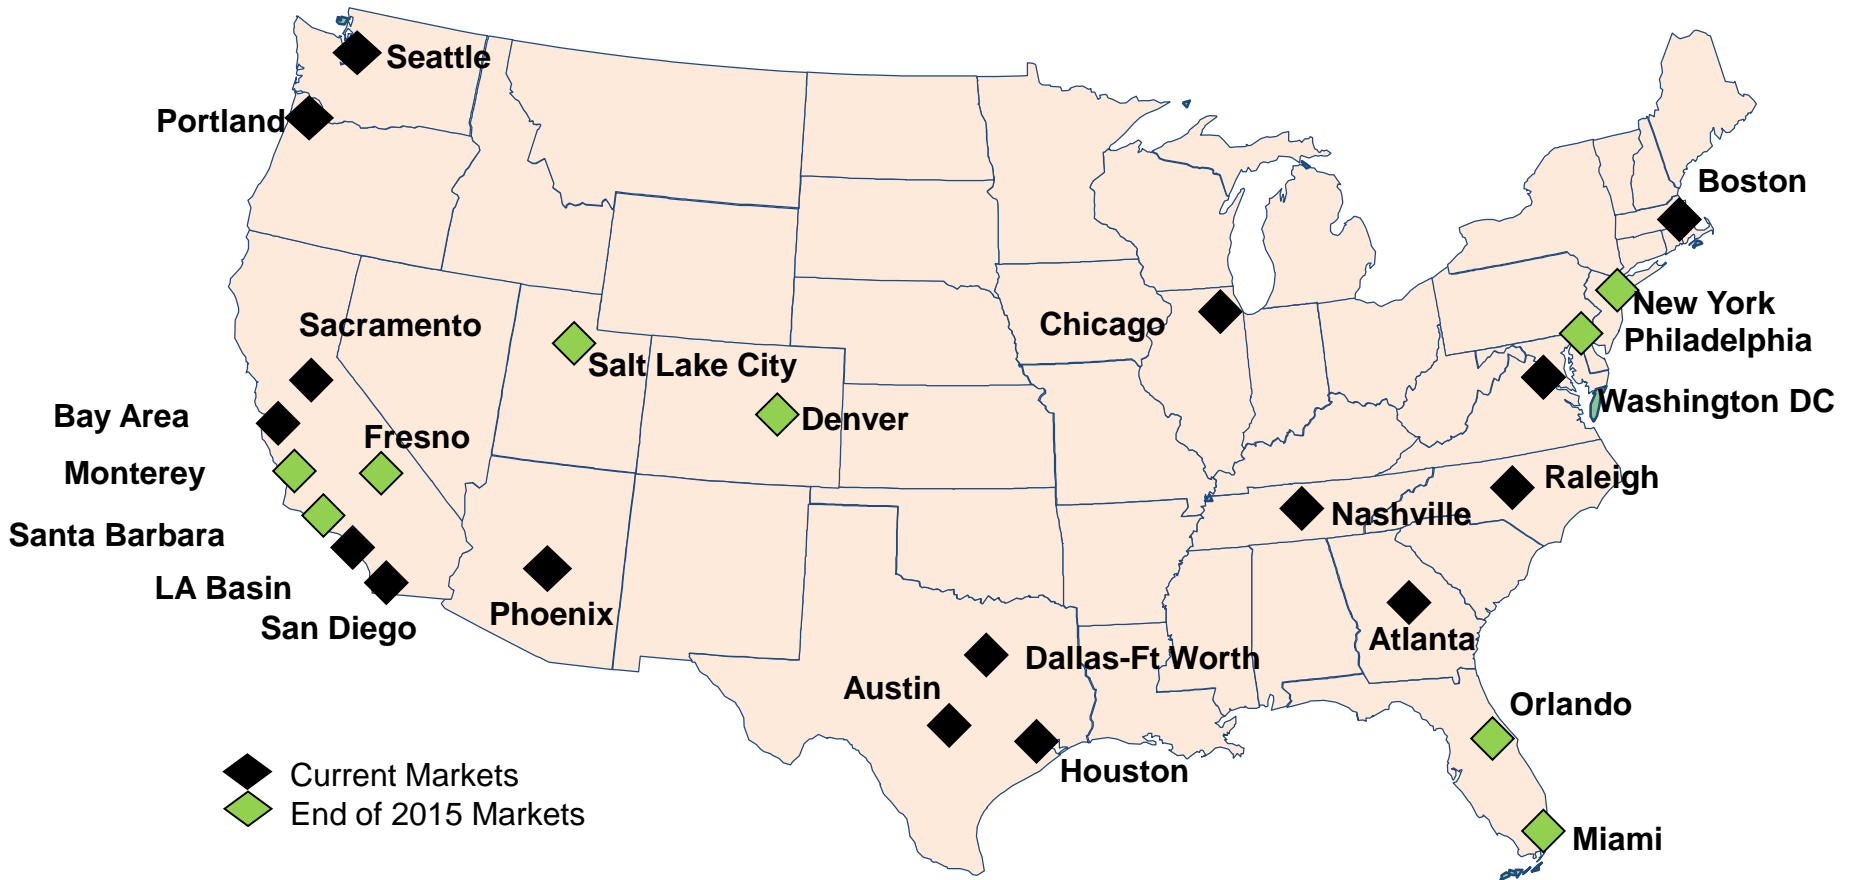 Seattle
Portland
Boston
New York
Sacramento
Chicago
Philadelphia
Salt Lake City
Washington DC
Bay Area
Denver
Fresno
Monterey
Raleigh
Nashville
Santa Barbara
LA Basin
Phoenix
San Diego
Atlanta
Dallas-Ft Worth
Austin
Orlando
Houston
Current Markets
End of 2015 Markets
Miami